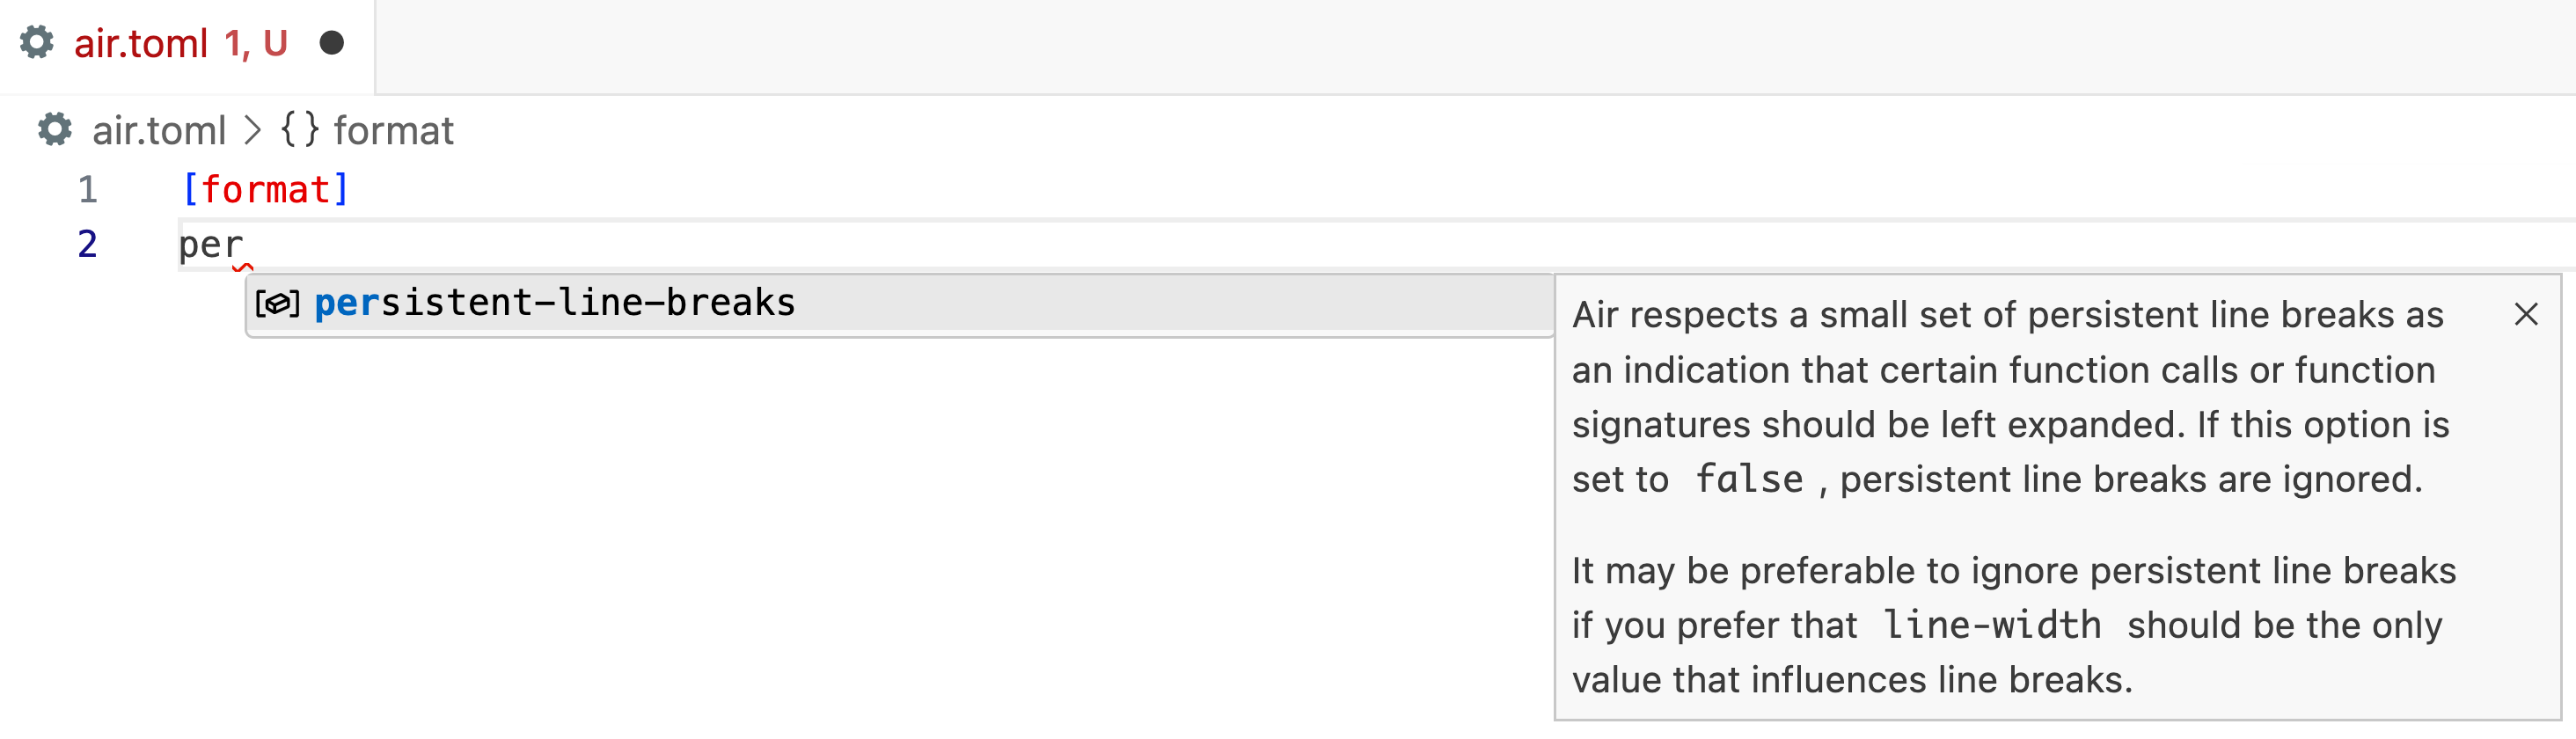 air.toml 1, U
air.toml > {} format
1 [format]
2 per
persistent-line-breaks
Air respects a small set of persistent line breaks as
an indication that certain function calls or function
signatures should be left expanded. If this option is
set to false , persistent line breaks are ignored.
It may be preferable to ignore persistent line breaks
if you prefer that line-width should be the only
value that influences line breaks.